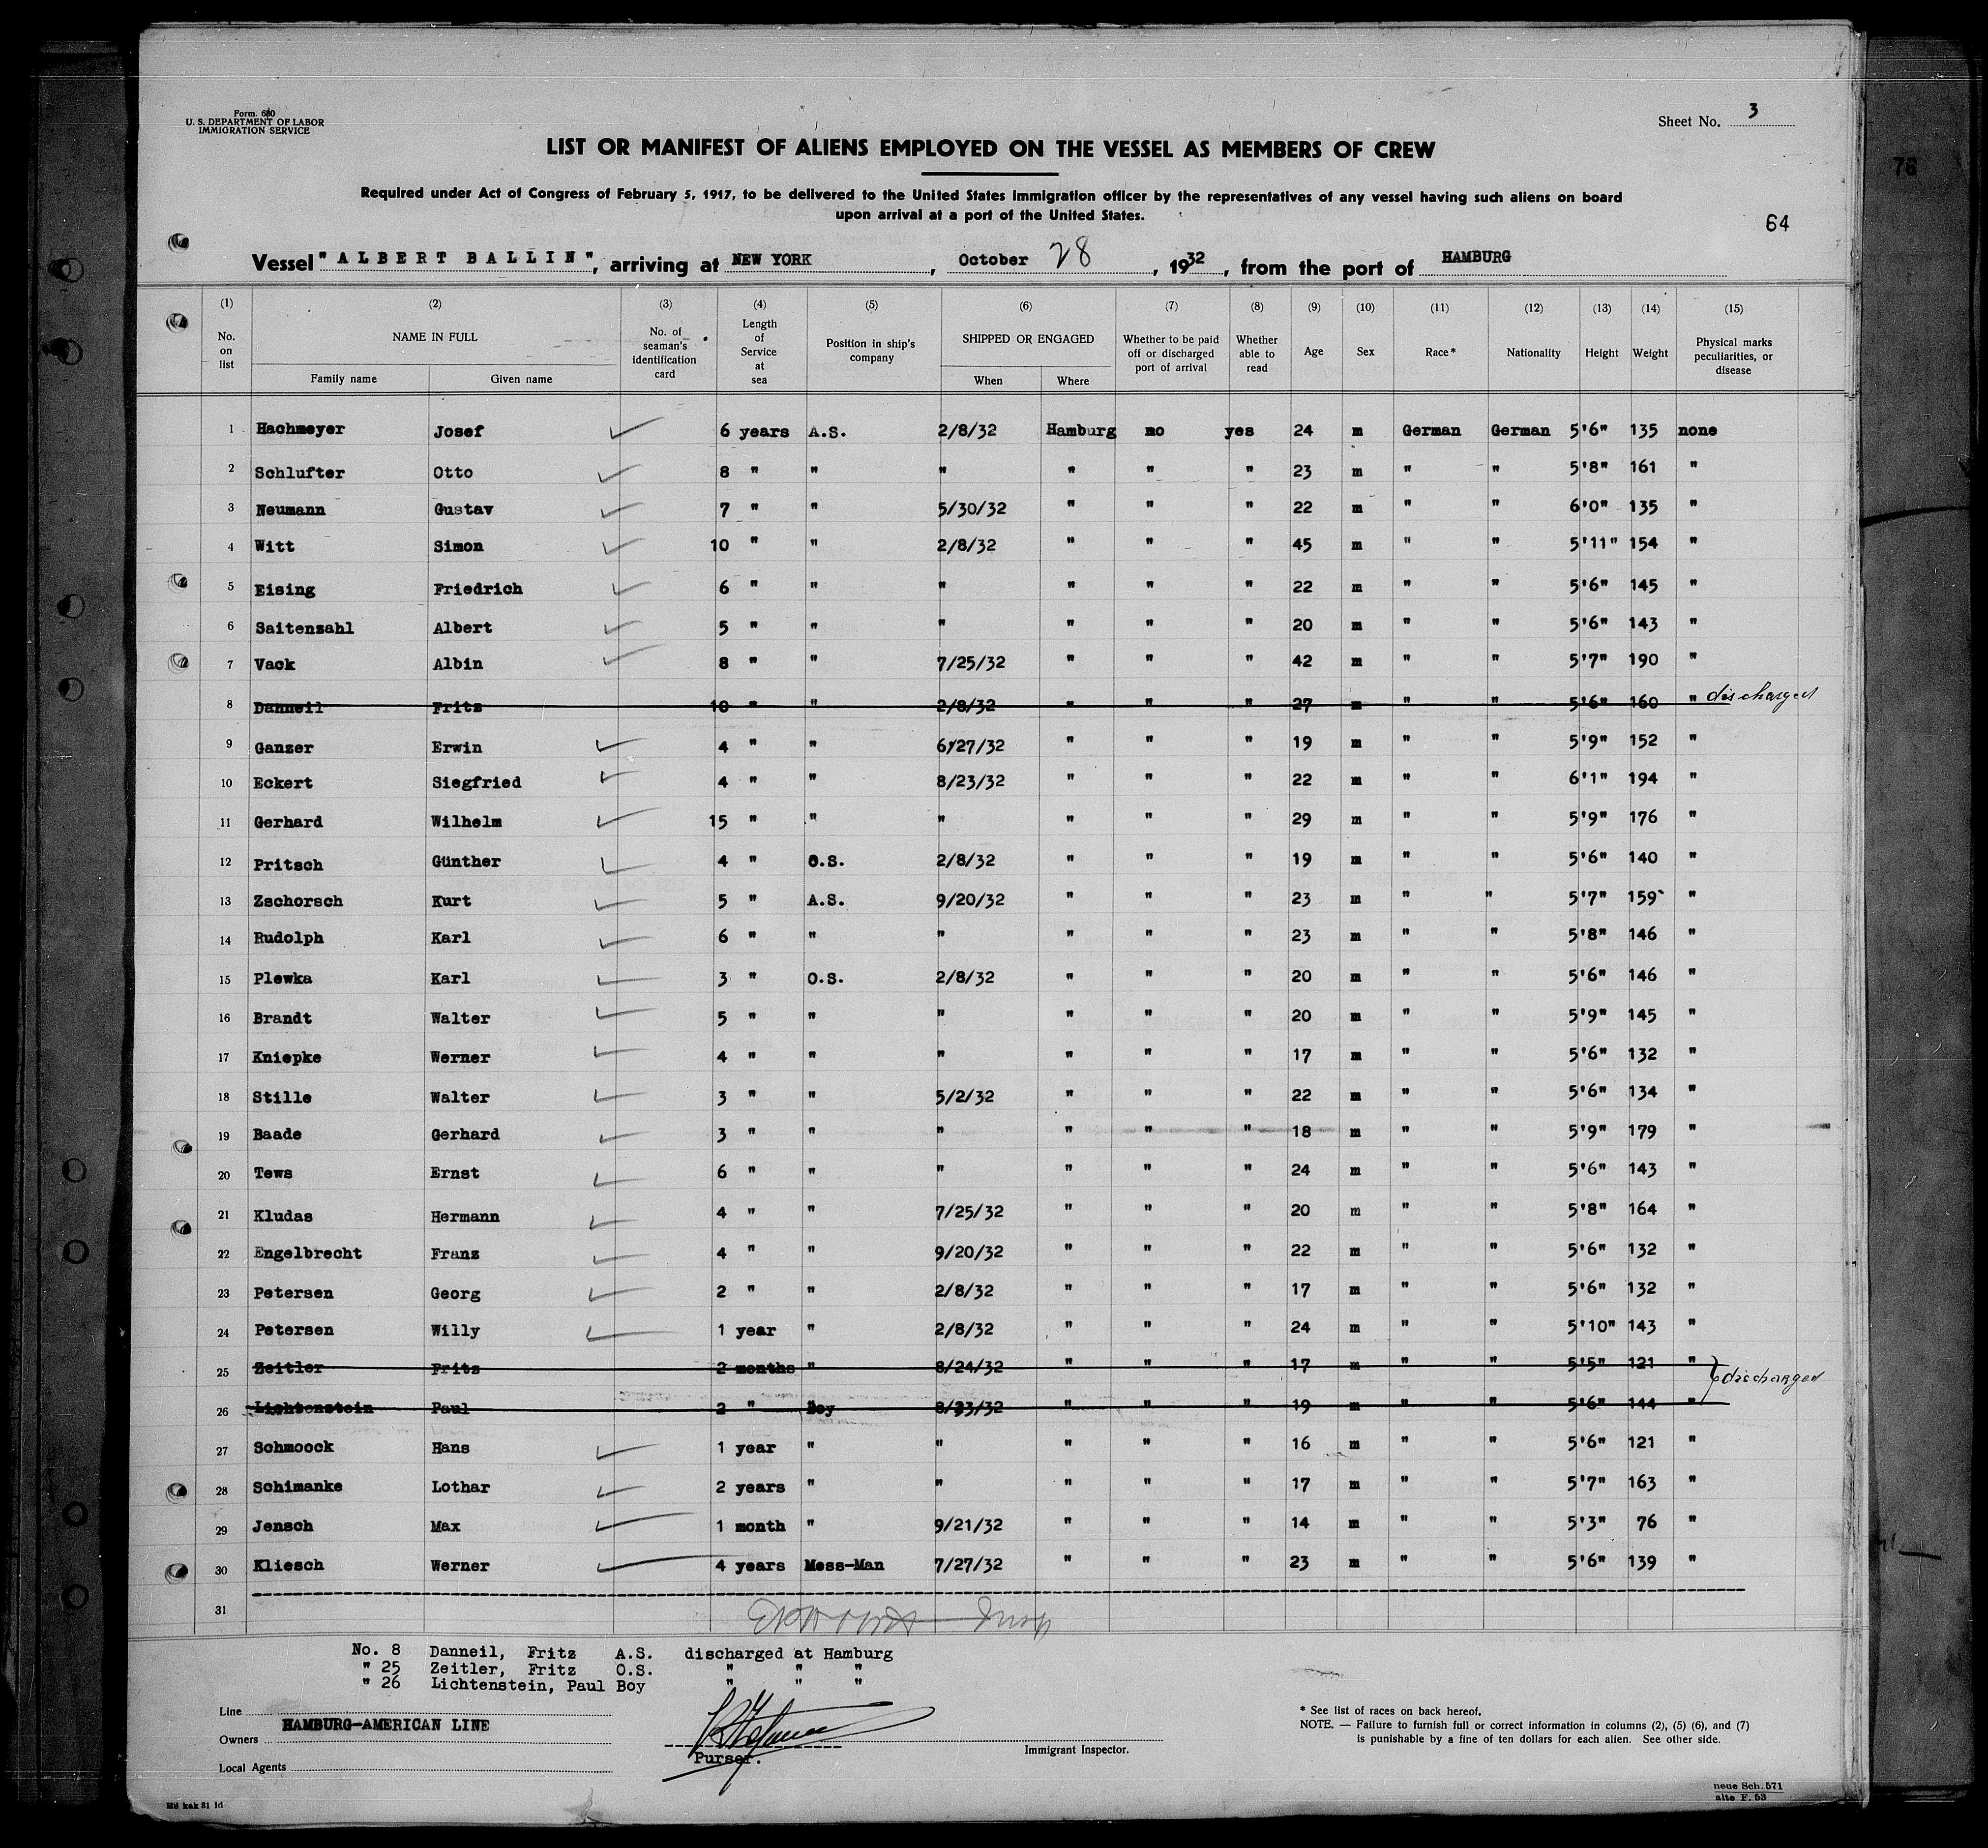 Form 680
U. S. DEPARTMENT OF LABOR
IMMIGRATION SERVICE
Sheet No. 3
LIST OR MANIFEST OF ALIENS EMPLOYED ON THE VESSEL AS MEMBERS OF CREW
Required under Act of Congress of February 5, 1917, to be delivered to the United States immigration officer by the representatives of any vessel having such aliens on board
upon arrival at a port of the United States.
78
64
Vessel "ALBERT BALLIN", arriving at NEW YORK, October 28, 1932, from the port of HAMBURG
(1) (2) (3) (4) (5) (6) (7) (8) (9) (10) (11) (12) (13) (14) (15)
No. on list NAME IN FULL Family name Given name No. of seaman's identification card Length of Service at sea Position in ship's company SHIPPED OR ENGAGED When Where Whether to be paid off or discharged port of arrival Whether able to read Age Sex Race* Nationality Height Weight Physical marks peculiarities, or disease
1 Hachmeyer Josef 6 years A.S. 2/8/32 Hamburg no yes 24 m German German 5'6" 135 none
2 Schlufter Otto 8 " " " " " " 23 m " " 5'8" 161 "
3 Neumann Gustav 7 " " 5/30/32 " " " 22 m " " 6'0" 135 "
4 Witt Simon 10 " " 2/8/32 " " " 45 m " " 5'11" 154 "
5 Eising Friedrich 6 " " " " " " 22 m " " 5'6" 145 "
6 Saitenzahl Albert 5 " " " " " " 20 m " " 5'6" 143 "
7 Vack Albin 8 " " 7/25/32 " " " 42 m " " 5'7" 190 "
8 Danneil Fritz 10 " " 2/8/32 " " " 27 m " " 5'6" 160 " discharged
9 Ganzer Erwin 4 " " 6/27/32 " " " 19 m " " 5'9" 152 "
10 Eckert Siegfried 4 " " 8/23/32 " " " 22 m " " 6'1" 194 "
11 Gerhard Wilhelm 15 " " " " " " 29 m " " 5'9" 176 "
12 Pritsch Günther 4 " O.S. 2/8/32 " " " 19 m " " 5'6" 140 "
13 Zschorsch Kurt 5 " A.S. 9/20/32 " " " 23 m " " 5'7" 159 "
14 Rudolph Karl 6 " " " " " " 23 m " " 5'8" 146 "
15 Plewka Karl 3 " O.S. 2/8/32 " " " 20 m " " 5'6" 146 "
16 Brandt Walter 5 " " " " " " 20 m " " 5'9" 145 "
17 Kniepke Werner 4 " " " " " " 17 m " " 5'6" 132 "
18 Stille Walter 3 " " 5/2/32 " " " 22 m " " 5'6" 134 "
19 Baade Gerhard 3 " " " " " " 18 m " " 5'9" 179 "
20 Tews Ernst 6 " " " " " " 24 m " " 5'6" 143 "
21 Kludas Hermann 4 " " 7/25/32 " " " 20 m " " 5'8" 164 "
22 Engelbrecht Franz 4 " " 9/20/32 " " " 22 m " " 5'6" 132 "
23 Petersen Georg 2 " " 2/8/32 " " " 17 m " " 5'6" 132 "
24 Petersen Willy 1 year " 2/8/32 " " " 24 m " " 5'10" 143 "
25 Zeitler Fritz 2 months " 8/24/32 " " " 17 m " " 5'5" 121 " discharged
26 Lichtenstein Paul 2 " Boy 8/23/32 " " " 19 m " " 5'6" 144 "
27 Schmoock Hans 1 year " " " " " 16 m " " 5'6" 121 "
28 Schimanke Lothar 2 years " " " " " 17 m " " 5'7" 163 "
29 Jensch Max 1 month " 9/21/32 " " " 14 m " " 5'3" 76 "
30 Kliesch Werner 4 years Mess-Man 7/27/32 " " " 23 m " " 5'6" 139 "
31
No. 8 Danneil, Fritz A.S. discharged at Hamburg
" 25 Zeitler, Fritz O.S. " " "
" 26 Lichtenstein, Paul Boy " " "
Line
HAMBURG-AMERICAN LINE
Owners
Local Agents
Purser.
Immigrant Inspector.
* See list of races on back hereof.
NOTE. — Failure to furnish full or correct information in columns (2), (5) (6), and (7)
is punishable by a fine of ten dollars for each alien. See other side.
neue Sch. 571
alte F. 53